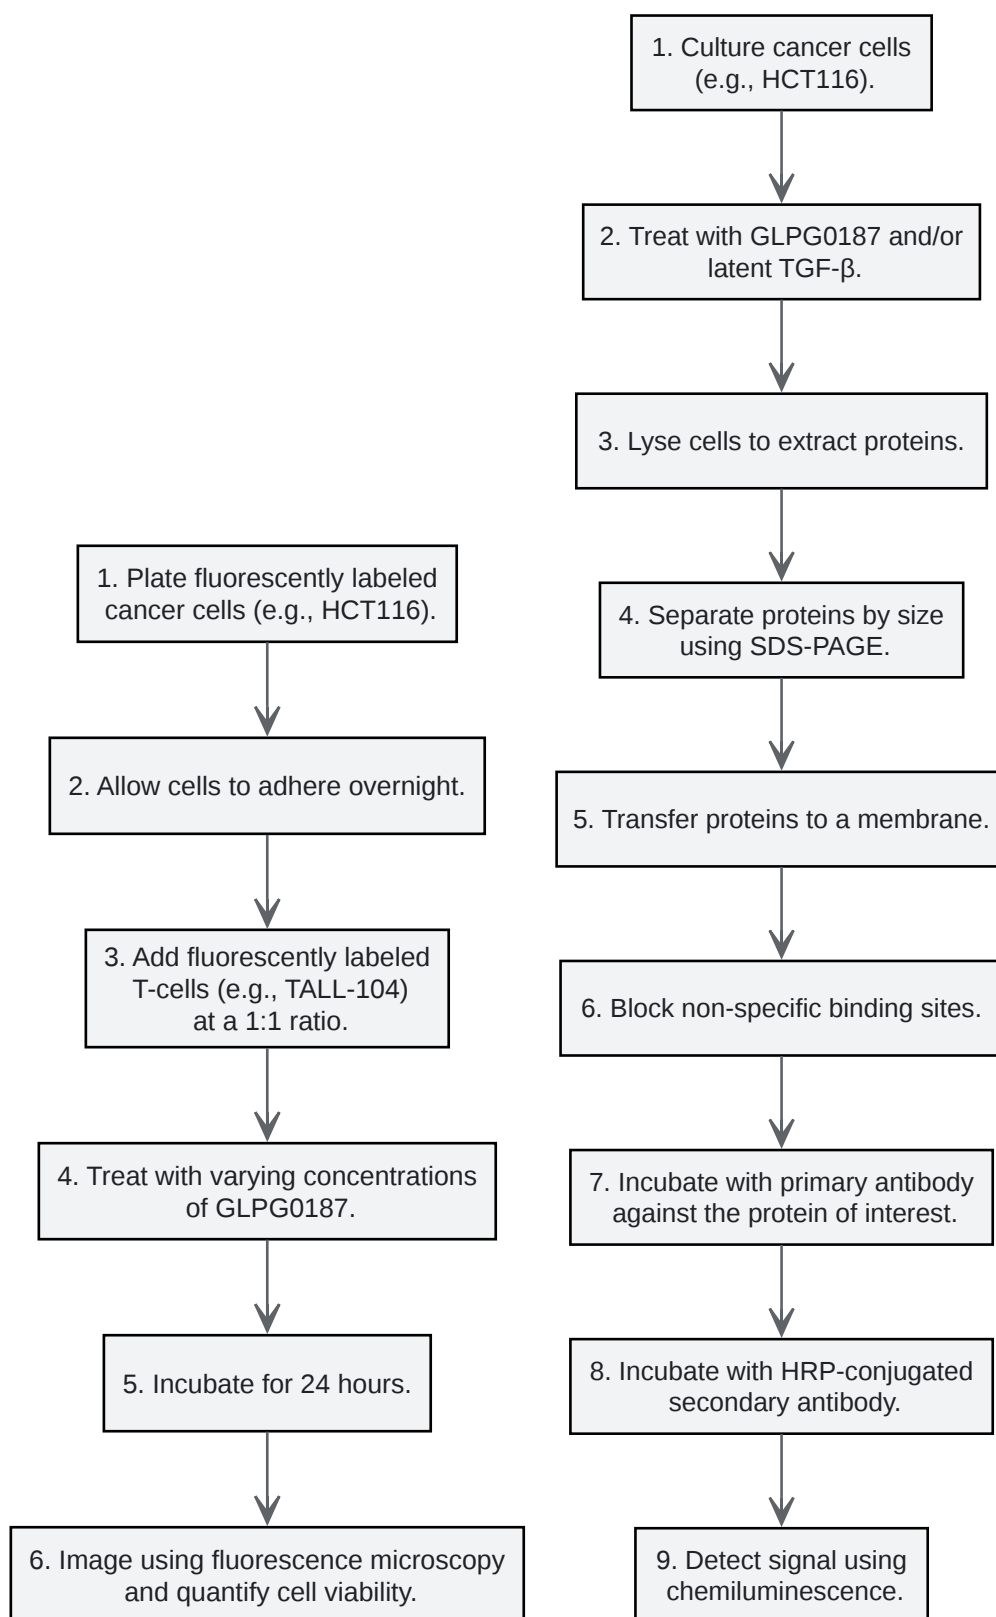 1. Plate fluorescently labeled
cancer cells (e.g., HCT116).
2. Allow cells to adhere overnight.
3. Add fluorescently labeled
T-cells (e.g., TALL-104)
at a 1:1 ratio.
4. Treat with varying concentrations
of GLPG0187.
5. Incubate for 24 hours.
6. Image using fluorescence microscopy
and quantify cell viability.
1. Culture cancer cells
(e.g., HCT116).
2. Treat with GLPG0187 and/or
latent TGF-β.
3. Lyse cells to extract proteins.
4. Separate proteins by size
using SDS-PAGE.
5. Transfer proteins to a membrane.
6. Block non-specific binding sites.
7. Incubate with primary antibody
against the protein of interest.
8. Incubate with HRP-conjugated
secondary antibody.
9. Detect signal using
chemiluminescence.